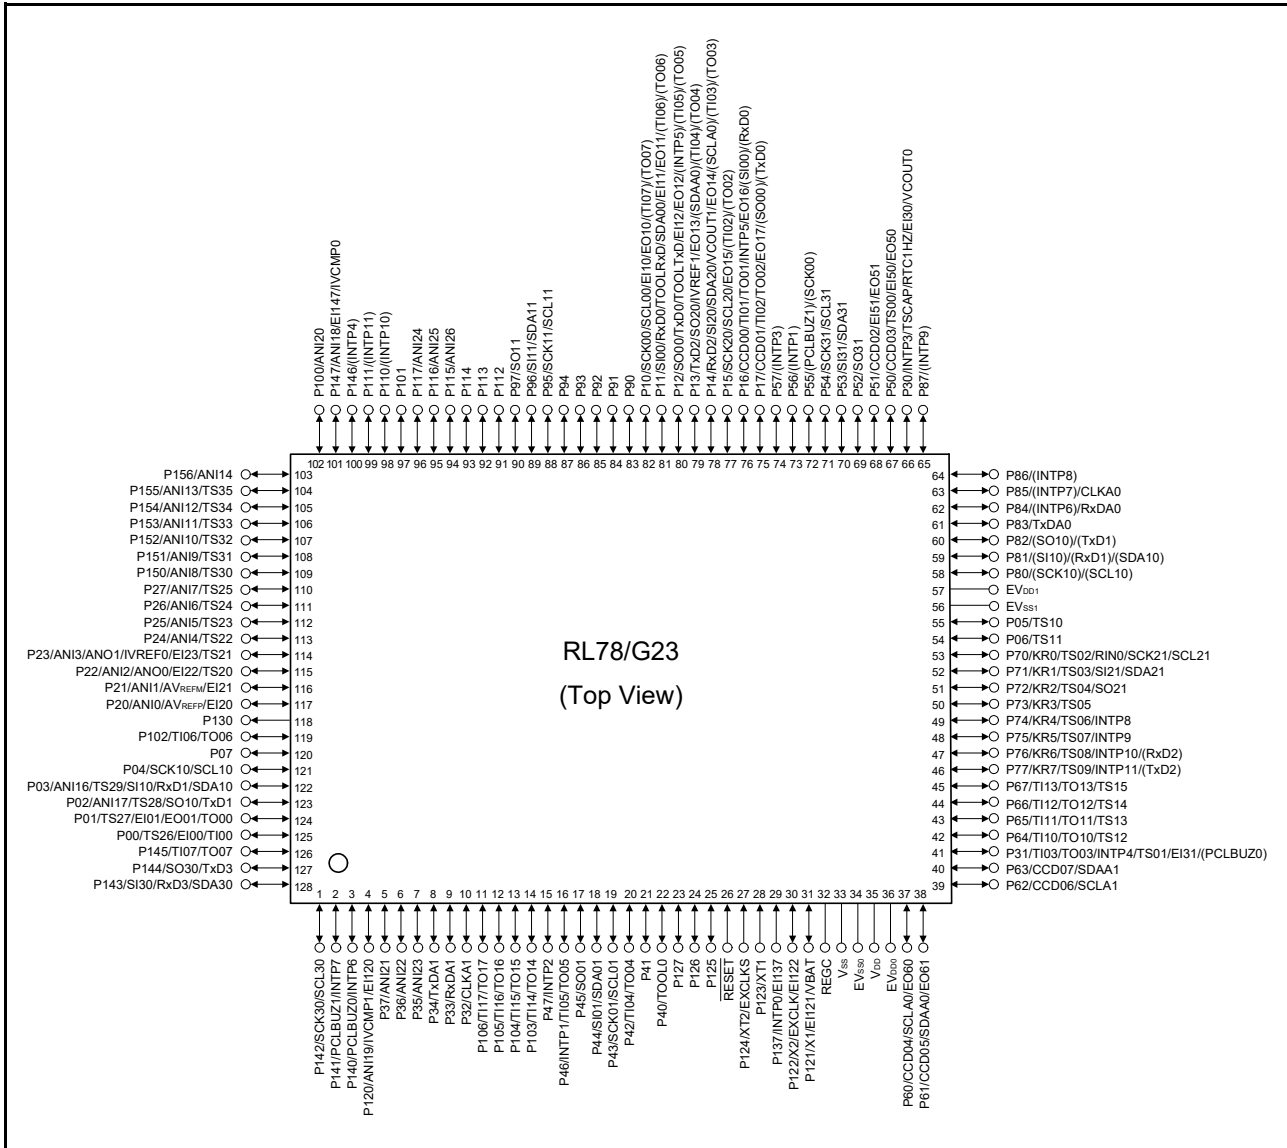 P100/ANI20
P147/ANI18/EI147/IVCMP0
P146/(INTP4)
P111/(INTP11)
P110/(INTP10)
P101
P117/ANI24
P116/ANI25
P115/ANI26
P114
P113
P112
P97/SO11
P96/SI11/SDA11
P95/SCK11/SCL11
P94
P93
P92
P91
P90
P10/SCK00/SCL00/EI10/EO10/(TI07)/(TO07)
P11/SI00/RxD0/TOOLRxD/SDA00/EI11/EO11/(TI06)/(TO06)
P12/SO00/TxD0/TOOLTxD/EI12/EO12/(INTP5)/(TI05)/(TO05)
P13/TxD2/SO20/IVREF1/EO13/(SDAA0)/(TI04)/(TO04)
P14/RxD2/SI20/SDA20/VCOUT1/EO14/(SCLA0)/(TI03)/(TO03)
P15/SCK20/SCL20/EO15/(TI02)/(TO02)
P16/CCD00/TI01/TO01/INTP5/EO16/(SI00)/(RxD0)
P17/CCD01/TI02/TO02/EO17/(SO00)/(TxD0)
P57/(INTP3)
P56/(INTP1)
P55/(PCLBUZ1)/(SCK00)
P54/SCK31/SCL31
P53/SI31/SDA31
P52/SO31
P51/CCD02/EI51/EO51
P50/CCD03/TS00/EI50/EO50
P30/INTP3/TSCAP/RTC1HZ/EI30/VCOUT0
P87/(INTP9)
102 101 100 99 98 97 96 95 94 93 92 91 90 89 88 87 86 85 84 83 82 81 80 79 78 77 76 75 74 73 72 71 70 69 68 67 66 65
P156/ANI14 103
P155/ANI13/TS35 104
P154/ANI12/TS34 105
P153/ANI11/TS33 106
P152/ANI10/TS32 107
P151/ANI9/TS31 108
P150/ANI8/TS30 109
P27/ANI7/TS25 110
P26/ANI6/TS24 111
P25/ANI5/TS23 112
P24/ANI4/TS22 113
P23/ANI3/ANO1/IVREF0/EI23/TS21 114
P22/ANI2/ANO0/EI22/TS20 115
P21/ANI1/AVREFM/EI21 116
P20/ANI0/AVREFP/EI20 117
P130 118
P102/TI06/TO06 119
P07 120
P04/SCK10/SCL10 121
P03/ANI16/TS29/SI10/RxD1/SDA10 122
P02/ANI17/TS28/SO10/TxD1 123
P01/TS27/EI01/EO01/TO00 124
P00/TS26/EI00/TI00 125
P145/TI07/TO07 126
P144/SO30/TxD3 127
P143/SI30/RxD3/SDA30 128
RL78/G23
(Top View)
64 P86/(INTP8)
63 P85/(INTP7)/CLKA0
62 P84/(INTP6)/RxDA0
61 P83/TxDA0
60 P82/(SO10)/(TxD1)
59 P81/(SI10)/(RxD1)/(SDA10)
58 P80/(SCK10)/(SCL10)
57 EVDD1
56 EVSS1
55 P05/TS10
54 P06/TS11
53 P70/KR0/TS02/RIN0/SCK21/SCL21
52 P71/KR1/TS03/SI21/SDA21
51 P72/KR2/TS04/SO21
50 P73/KR3/TS05
49 P74/KR4/TS06/INTP8
48 P75/KR5/TS07/INTP9
47 P76/KR6/TS08/INTP10/(RxD2)
46 P77/KR7/TS09/INTP11/(TxD2)
45 P67/TI13/TO13/TS15
44 P66/TI12/TO12/TS14
43 P65/TI11/TO11/TS13
42 P64/TI10/TO10/TS12
41 P31/TI03/TO03/INTP4/TS01/EI31/(PCLBUZ0)
40 P63/CCD07/SDAA1
39 P62/CCD06/SCLA1
1 2 3 4 5 6 7 8 9 10 11 12 13 14 15 16 17 18 19 20 21 22 23 24 25 26 27 28 29 30 31 32 33 34 35 36 37 38
P142/SCK30/SCL30
P141/PCLBUZ1/INTP7
P140/PCLBUZ0/INTP6
P120/ANI19/IVCMP1/EI120
P37/ANI21
P36/ANI22
P35/ANI23
P34/TxDA1
P33/RxDA1
P32/CLKA1
P106/TI17/TO17
P105/TI16/TO16
P104/TI15/TO15
P103/TI14/TO14
P47/INTP2
P46/INTP1/TI05/TO05
P45/SO01
P44/SI01/SDA01
P43/SCK01/SCL01
P42/TI04/TO04
P41
P40/TOOL0
P127
P126
P125
RESET
P124/XT2/EXCLKS
P123/XT1
P137/INTP0/EI137
P122/X2/EXCLK/EI122
P121/X1/EI121/VBAT
REGC
VSS
EVSS0
VDD
EVDD0
P60/CCD04/SCLA0/EO60
P61/CCD05/SDAA0/EO61